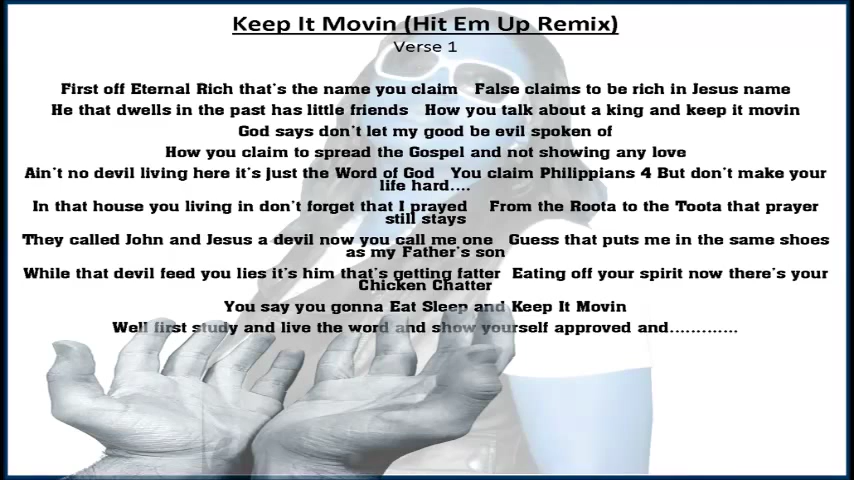 Keep It Movin (Hit Em Up Remix)
Verse 1
First off Eternal Rich that's the name you claim False claims to be rich in Jesus name
He that dwells in the past has little friends How you talk about a king and keep it movin
God says don't let my good be evil spoken of
How you claim to spread the Gospel and not showing any love
Ain't no devil living here it's just the Word of God You claim Philippians 4 But don't make your
life hard....
In that house you living in don't forget that I prayed From the Roota to the Toota that prayer
still stays
They called John and Jesus a devil now you call me one Guess that puts me in the same shoes
as my Father's son
While that devil feed you lies it's him that's getting fatter Eating off your spirit now there's your
Chicken Chatter
You say you gonna Eat Sleep and Keep It Movin
Well first study and live the word and show yourself approved and.............